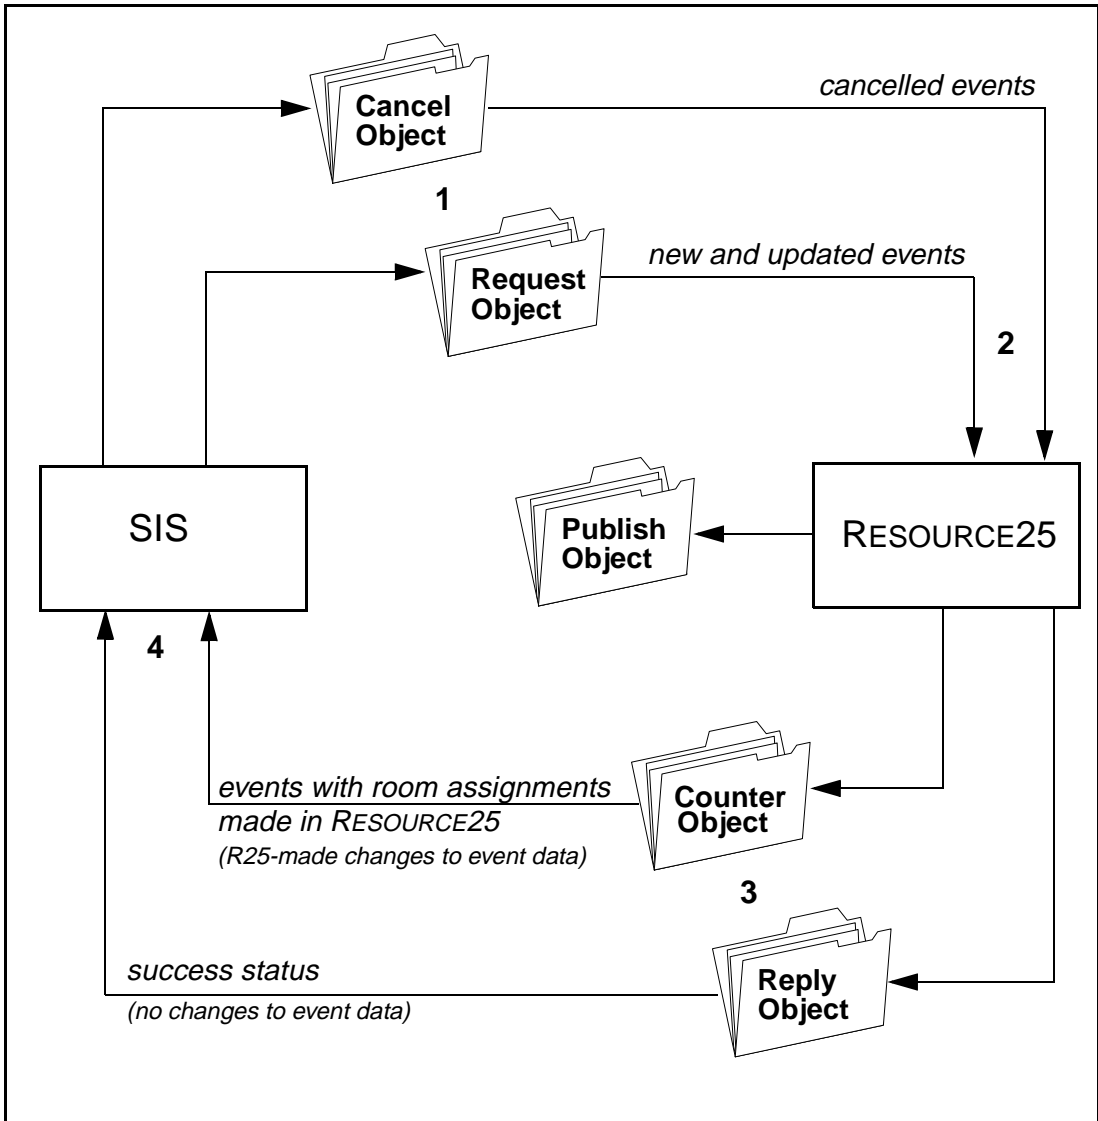 cancelled events
Cancel
Object
1
new and updated events
Request
Object
2
SIS
Publish
Object
RESOURCE25
4
events with room assignments
made in RESOURCE25
(R25-made changes to event data)
Counter
Object
3
success status
(no changes to event data)
Reply
Object